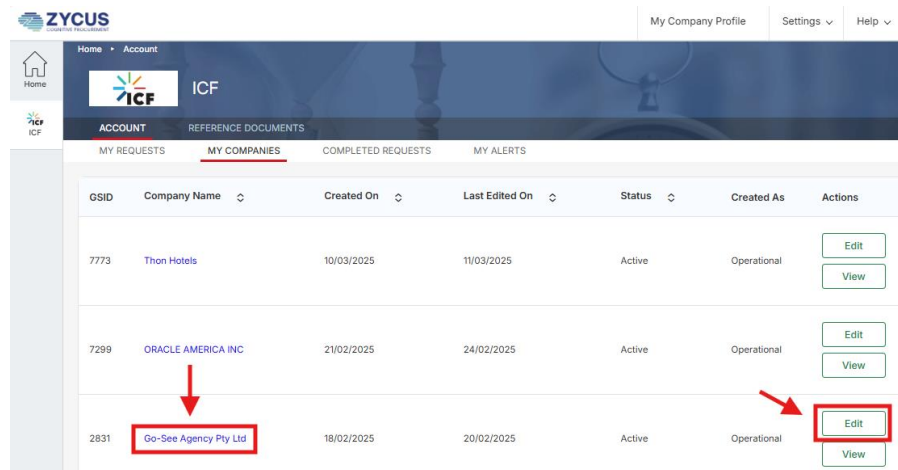 ZYCUS
COGNITIVE PROCUREMENT
My Company Profile Settings Help
Home
ICF
Home Account
ICF
ICF
ACCOUNT REFERENCE DOCUMENTS
MY REQUESTS MY COMPANIES COMPLETED REQUESTS MY ALERTS
GSID Company Name Created On Last Edited On Status Created As Actions
7773 Thon Hotels 10/03/2025 11/03/2025 Active Operational Edit
View
7299 ORACLE AMERICA INC 21/02/2025 24/02/2025 Active Operational Edit
View
2831 Go-See Agency Pty Ltd 18/02/2025 20/02/2025 Active Operational Edit
View